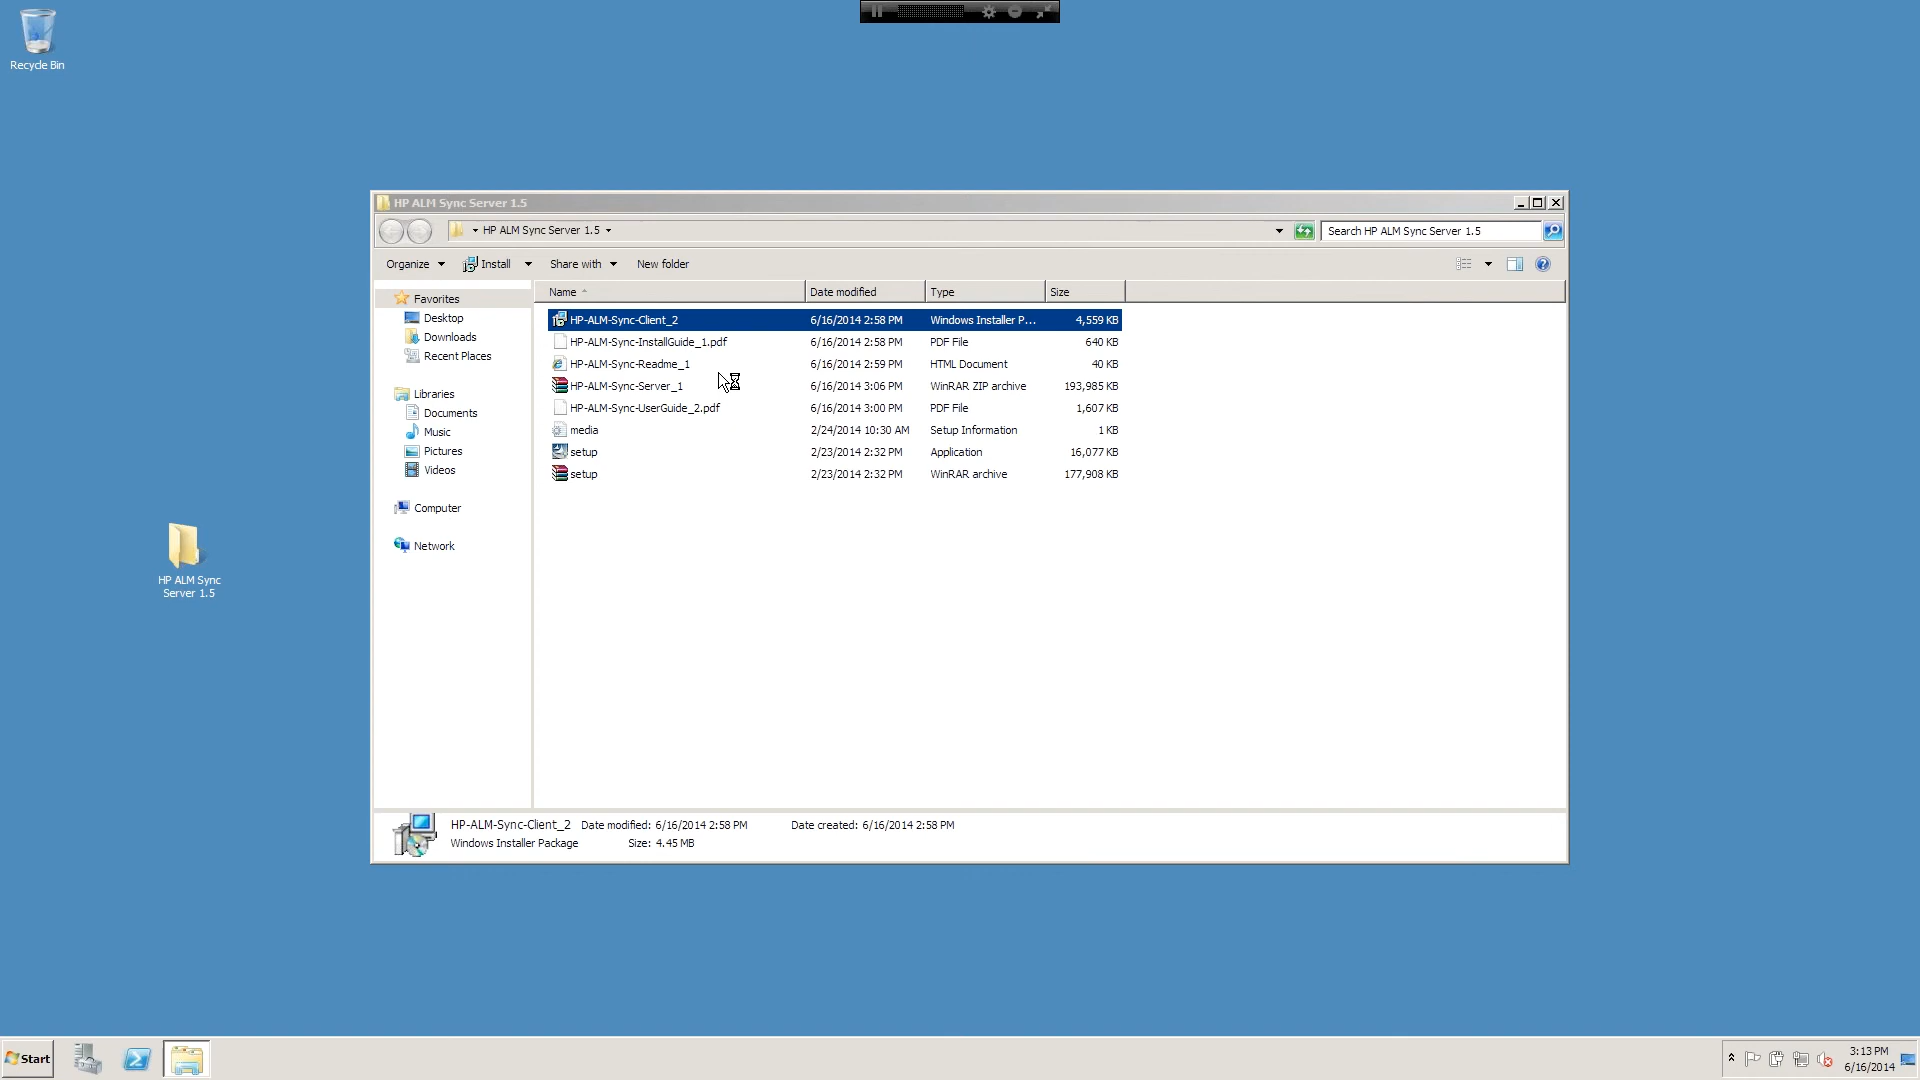 Recycle Bin
HP ALM Sync Server 1.5
HP ALM Sync Server 1.5
Search HP ALM Sync Server 1.5
Organize Install Share with New folder
Name Date modified Type Size
Favorites
Desktop
Downloads
Recent Places
Libraries
Documents
Music
Pictures
Videos
Computer
Network
HP-ALM-Sync-Client_2 6/16/2014 2:58 PM Windows Installer P... 4,559 KB
HP-ALM-Sync-InstallGuide_1.pdf 6/16/2014 2:58 PM PDF File 640 KB
HP-ALM-Sync-Readme_1 6/16/2014 2:59 PM HTML Document 40 KB
HP-ALM-Sync-Server_1 6/16/2014 3:06 PM WinRAR ZIP archive 193,985 KB
HP-ALM-Sync-UserGuide_2.pdf 6/16/2014 3:00 PM PDF File 1,607 KB
media 2/24/2014 10:30 AM Setup Information 1 KB
setup 2/23/2014 2:32 PM Application 16,077 KB
setup 2/23/2014 2:32 PM WinRAR archive 177,908 KB
HP ALM Sync
Server 1.5
HP-ALM-Sync-Client_2 Date modified: 6/16/2014 2:58 PM Date created: 6/16/2014 2:58 PM
Windows Installer Package Size: 4.45 MB
Start
3:13 PM
6/16/2014